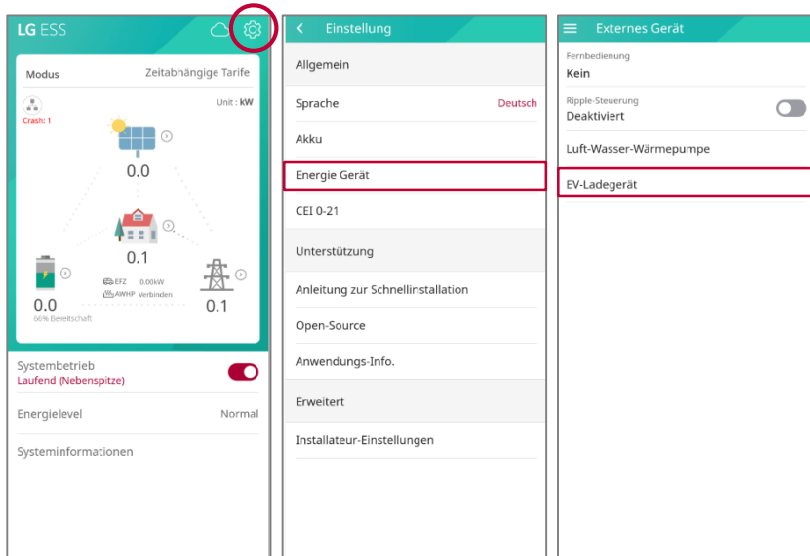 LG ESS
Modus
Zeitabhängige Tarife
Unit : kW
Crash: 1
0.0
0.1
EFZ 0.00kW
AWHP Verbinden
0.0
66% Bereitschaft
0.1
Systembetrieb
Laufend (Nebenspitze)
Energielevel
Normal
Systeminformationen
Einstellung
Allgemein
Sprache
Deutsch
Akku
Energie Gerät
CEI 0-21
Unterstützung
Anleitung zur Schnellinstallation
Open-Source
Anwendungs-Info.
Erweitert
Installateur-Einstellungen
Externes Gerät
Fernbedienung
Kein
Ripple-Steuerung
Deaktiviert
Luft-Wasser-Wärmepumpe
EV-Ladegerät